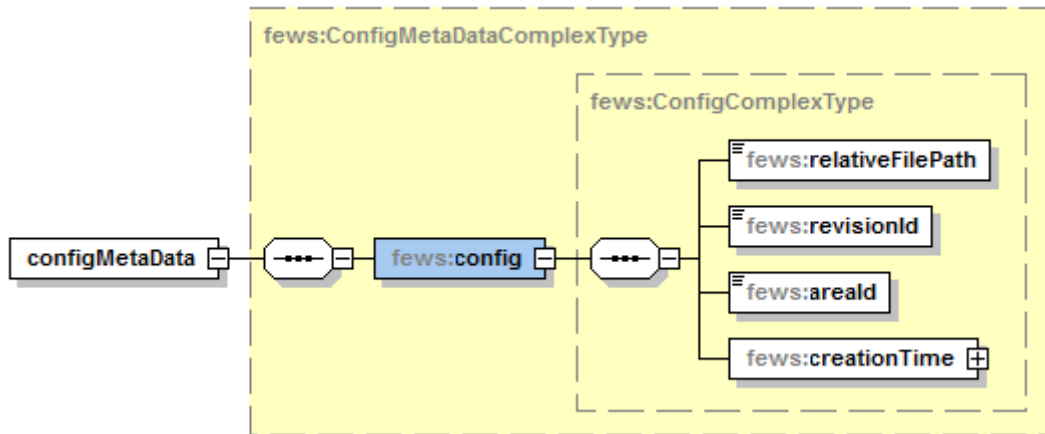 fews:ConfigMetaDataComplexType
fews:ConfigComplexType
fews:relativeFilePath
fews:revisionId
configMetaData
fews:config
fews:areaId
fews:creationTime